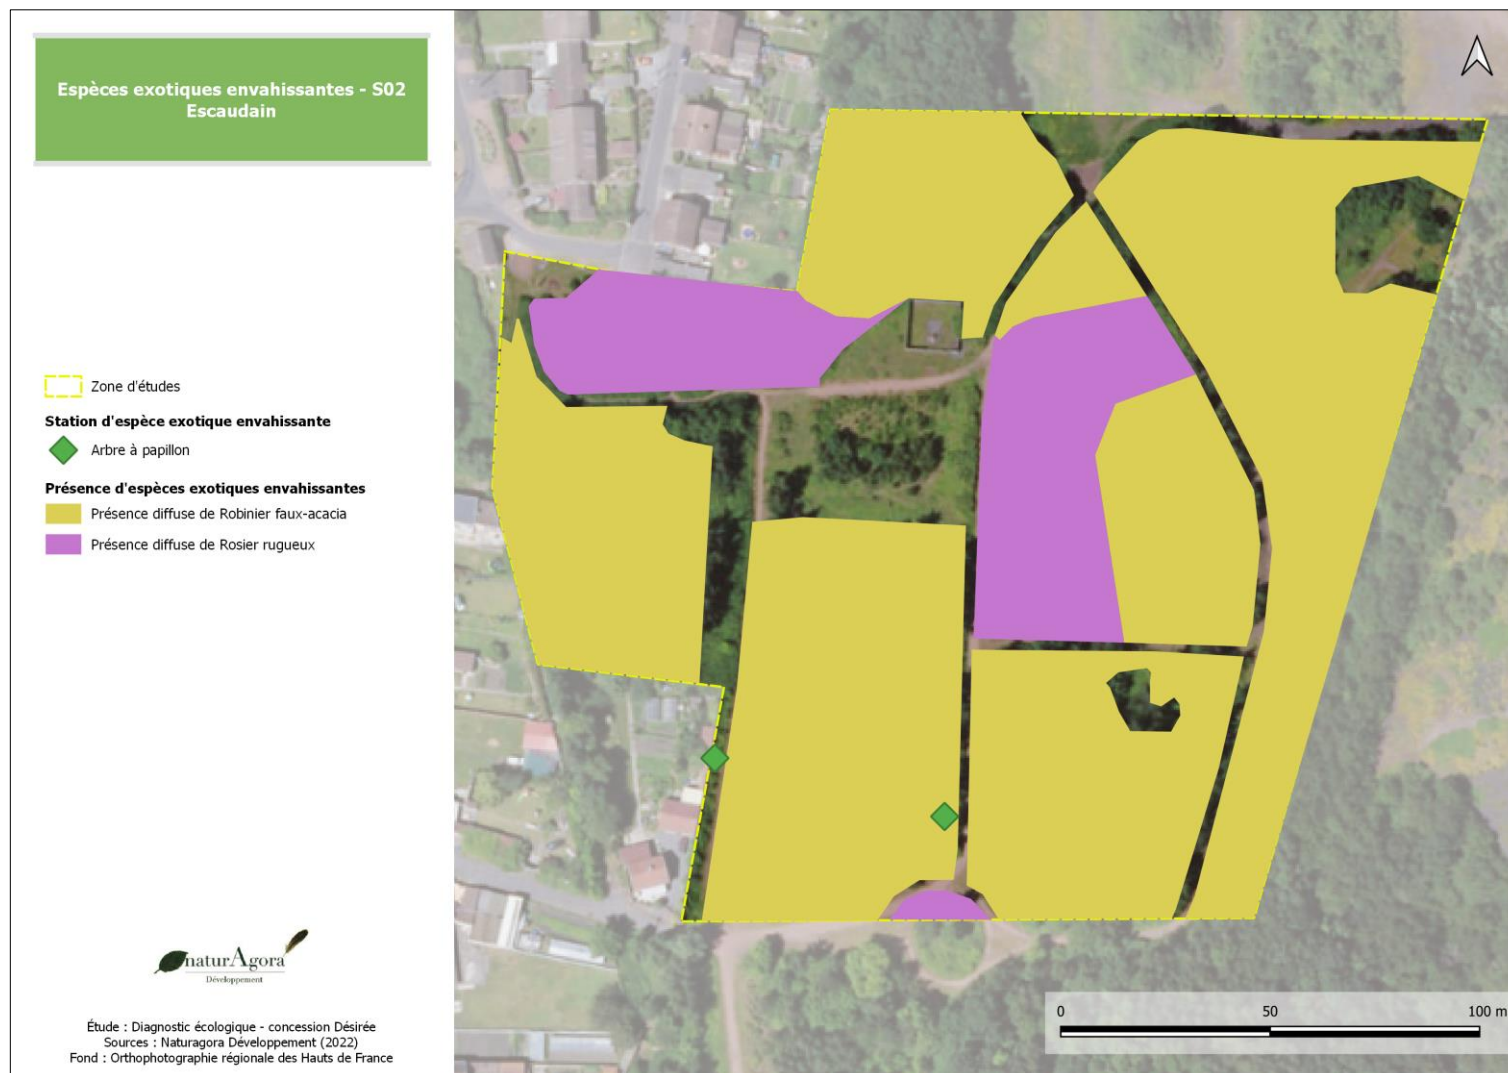 Espèces exotiques envahissantes - S02
Escaudain
Zone d'études
Station d'espèce exotique envahissante
Arbre à papillon
Présence d'espèces exotiques envahissantes
Présence diffuse de Robinier faux-acacia
Présence diffuse de Rosier rugueux
naturAgora
Développement
Étude : Diagnostic écologique - concession Désirée
Sources : Naturagora Développement (2022)
Fond : Orthophotographie régionale des Hauts de France
0 50 100 m